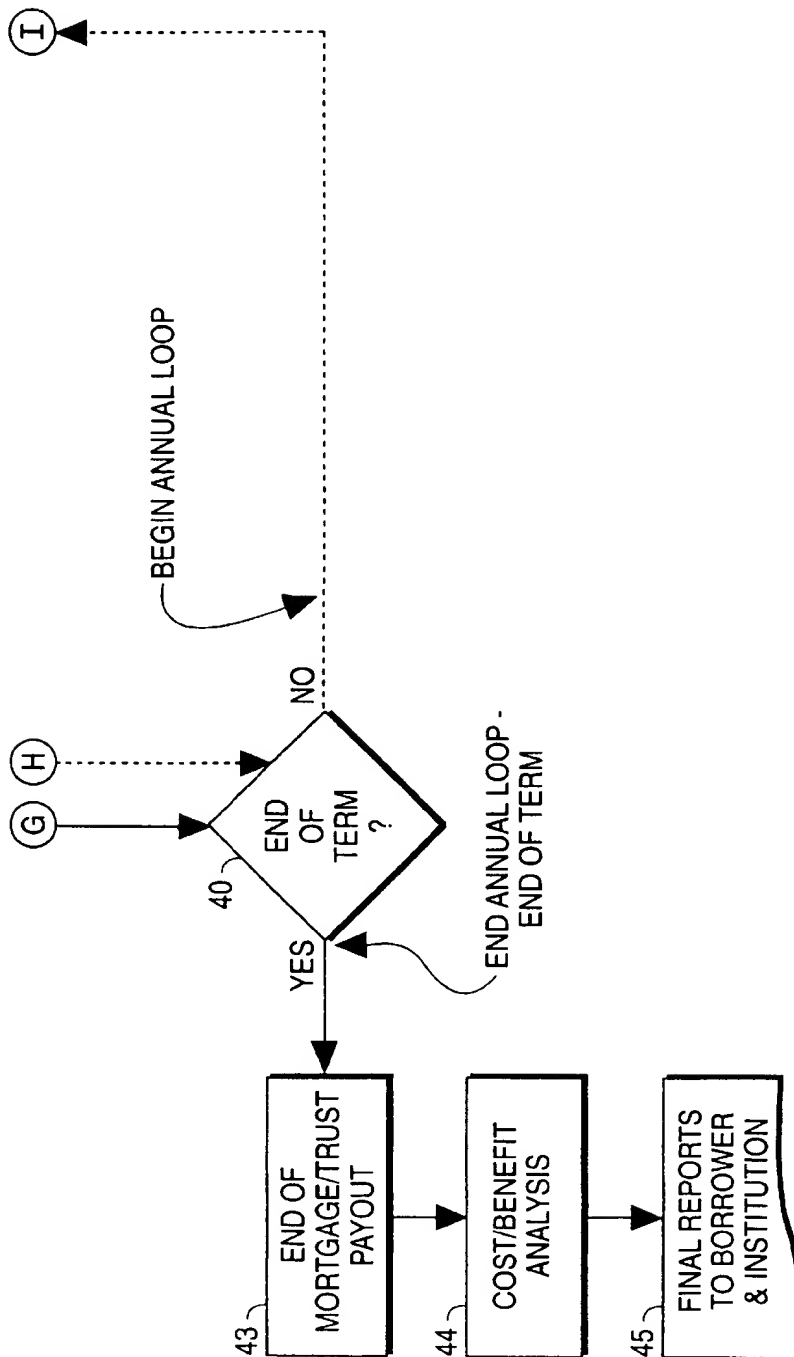 G
H
I
40
END
OF
TERM
?
YES
NO
BEGIN ANNUAL LOOP
END ANNUAL LOOP -
END OF TERM
43
END OF
MORTGAGE/TRUST
PAYOUT
44
COST/BENEFIT
ANALYSIS
45
FINAL REPORTS
TO BORROWER
& INSTITUTION